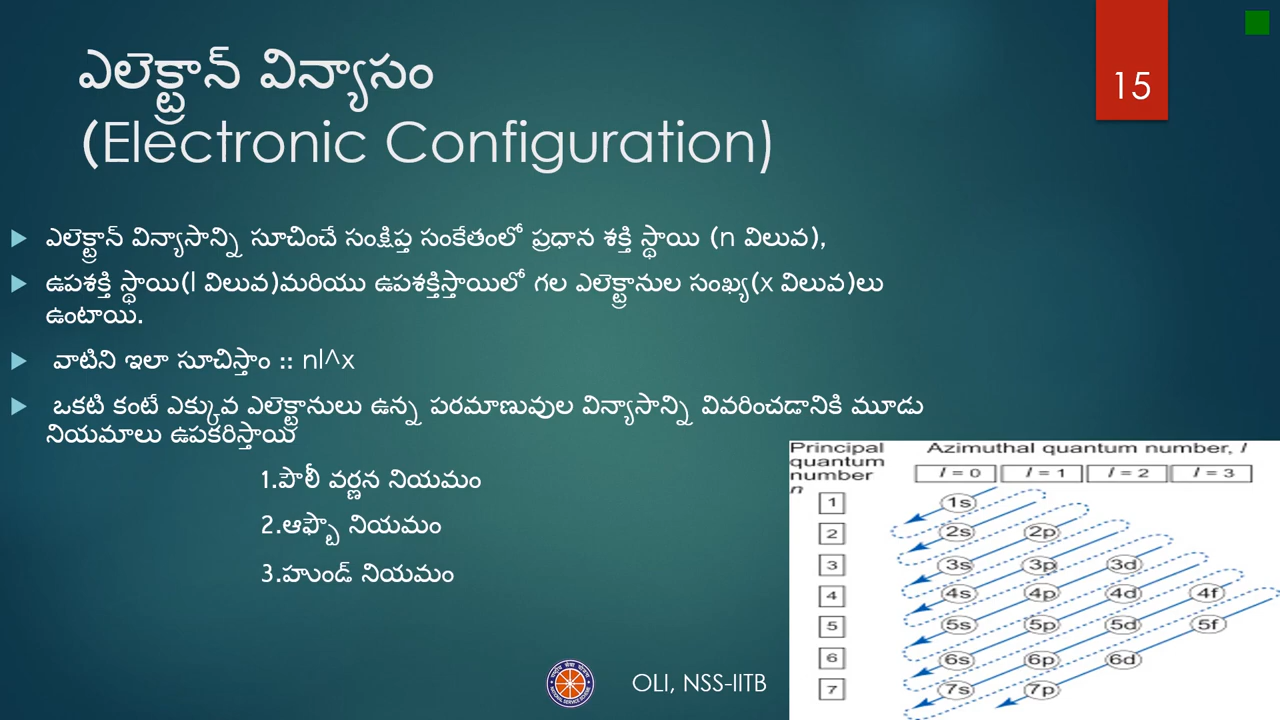 ఎలెక్ట్రాన్ విన్యాసం
(Electronic Configuration)
15
ఎలెక్ట్రాన్ విన్యాసాన్ని సూచించే సంక్షిప్త సంకేతంలో ప్రధాన శక్తి స్థాయి (n విలువ),
ఉపశక్తి స్థాయి(l విలువ)మరియు ఉపశక్తిస్తాయిలో గల ఎలెక్ట్రానుల సంఖ్య(x విలువ)లు
ఉంటాయి.
వాటిని ఇలా సూచిస్తాం :: nl^x
ఒకటి కంటే ఎక్కువ ఎలెక్టానులు ఉన్న పరమాణువుల విన్యాసాన్ని వివరించడానికి మూడు
నియమాలు ఉపకరిస్తాయి
1.పౌలీ వర్ణన నియమం
2.ఆఫ్బౌ నియమం
3.హుండ్ నియమం
Principal
quantum
number
n
Azimuthal quantum number, l
l = 0 l = 1 l = 2 l = 3
1 1s
2 2s 2p
3 3s 3p 3d
4 4s 4p 4d 4f
5 5s 5p 5d 5f
6 6s 6p 6d
7 7s 7p
OLI, NSS-IITB